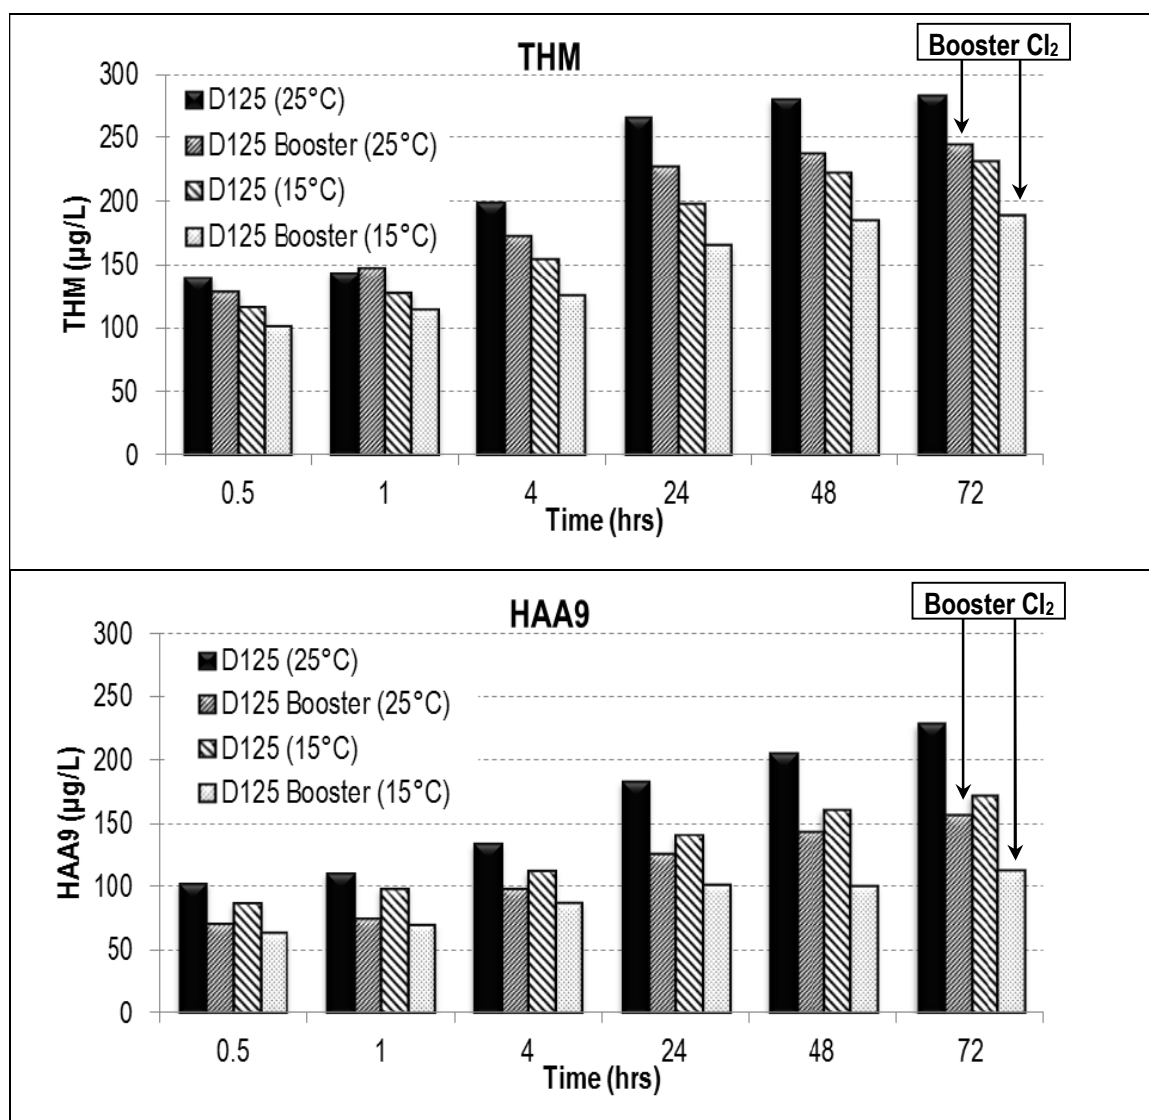 THM
Booster Cl₂
300
250
200
150
100
50
0
THM (µg/L)
D125 (25°C)
D125 Booster (25°C)
D125 (15°C)
D125 Booster (15°C)
0.5 1 4 24 48 72
Time (hrs)
HAA9
Booster Cl₂
300
250
200
150
100
50
0
HAA9 (µg/L)
D125 (25°C)
D125 Booster (25°C)
D125 (15°C)
D125 Booster (15°C)
0.5 1 4 24 48 72
Time (hrs)